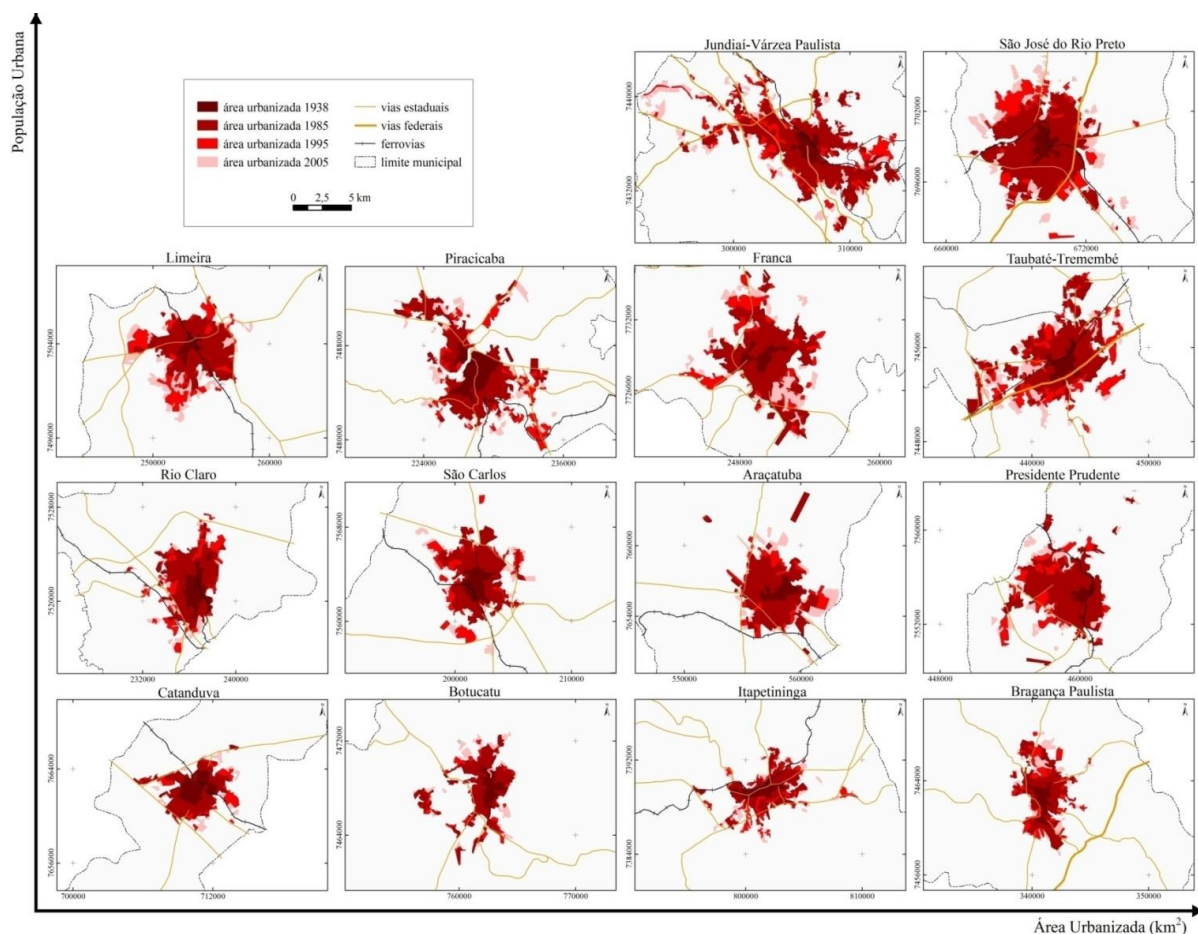 População Urbana
Jundiaí-Várzea Paulista
São José do Rio Preto
área urbanizada 1938
área urbanizada 1985
área urbanizada 1995
área urbanizada 2005
vias estaduais
vias federais
ferrovias
limite municipal
0 2,5 5 km
7440000
7432000
300000 310000
7702000
7696000
660000 672000
Limeira
Piracicaba
Franca
Taubaté-Tremembé
7504000
7496000
250000 260000
7488000
7480000
224000 236000
7732000
7726000
248000 260000
7456000
7448000
440000 450000
Rio Claro
São Carlos
Araçatuba
Presidente Prudente
7528000
7520000
232000 240000
7568000
7560000
200000 210000
7660000
7654000
550000 560000
7560000
7552000
448000 460000
Catanduva
Botucatu
Itapetininga
Bragança Paulista
7664000
7656000
700000 712000
7472000
7464000
760000 770000
7392000
7384000
800000 810000
7464000
7456000
340000 350000
Área Urbanizada (km²)